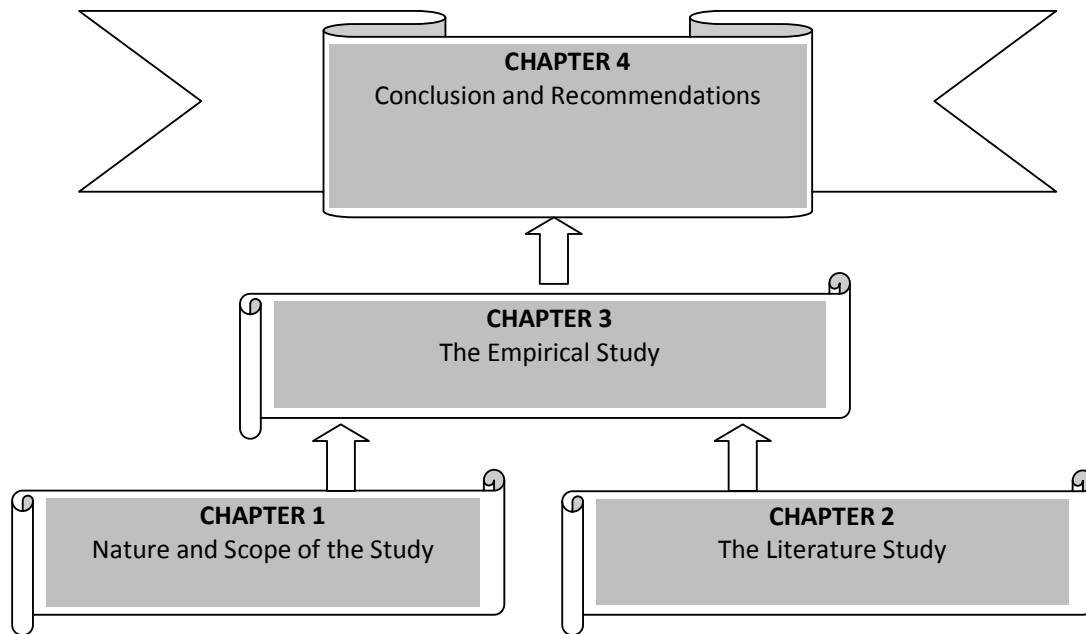 CHAPTER 4
Conclusion and Recommendations
CHAPTER 3
The Empirical Study
CHAPTER 1
Nature and Scope of the Study
CHAPTER 2
The Literature Study